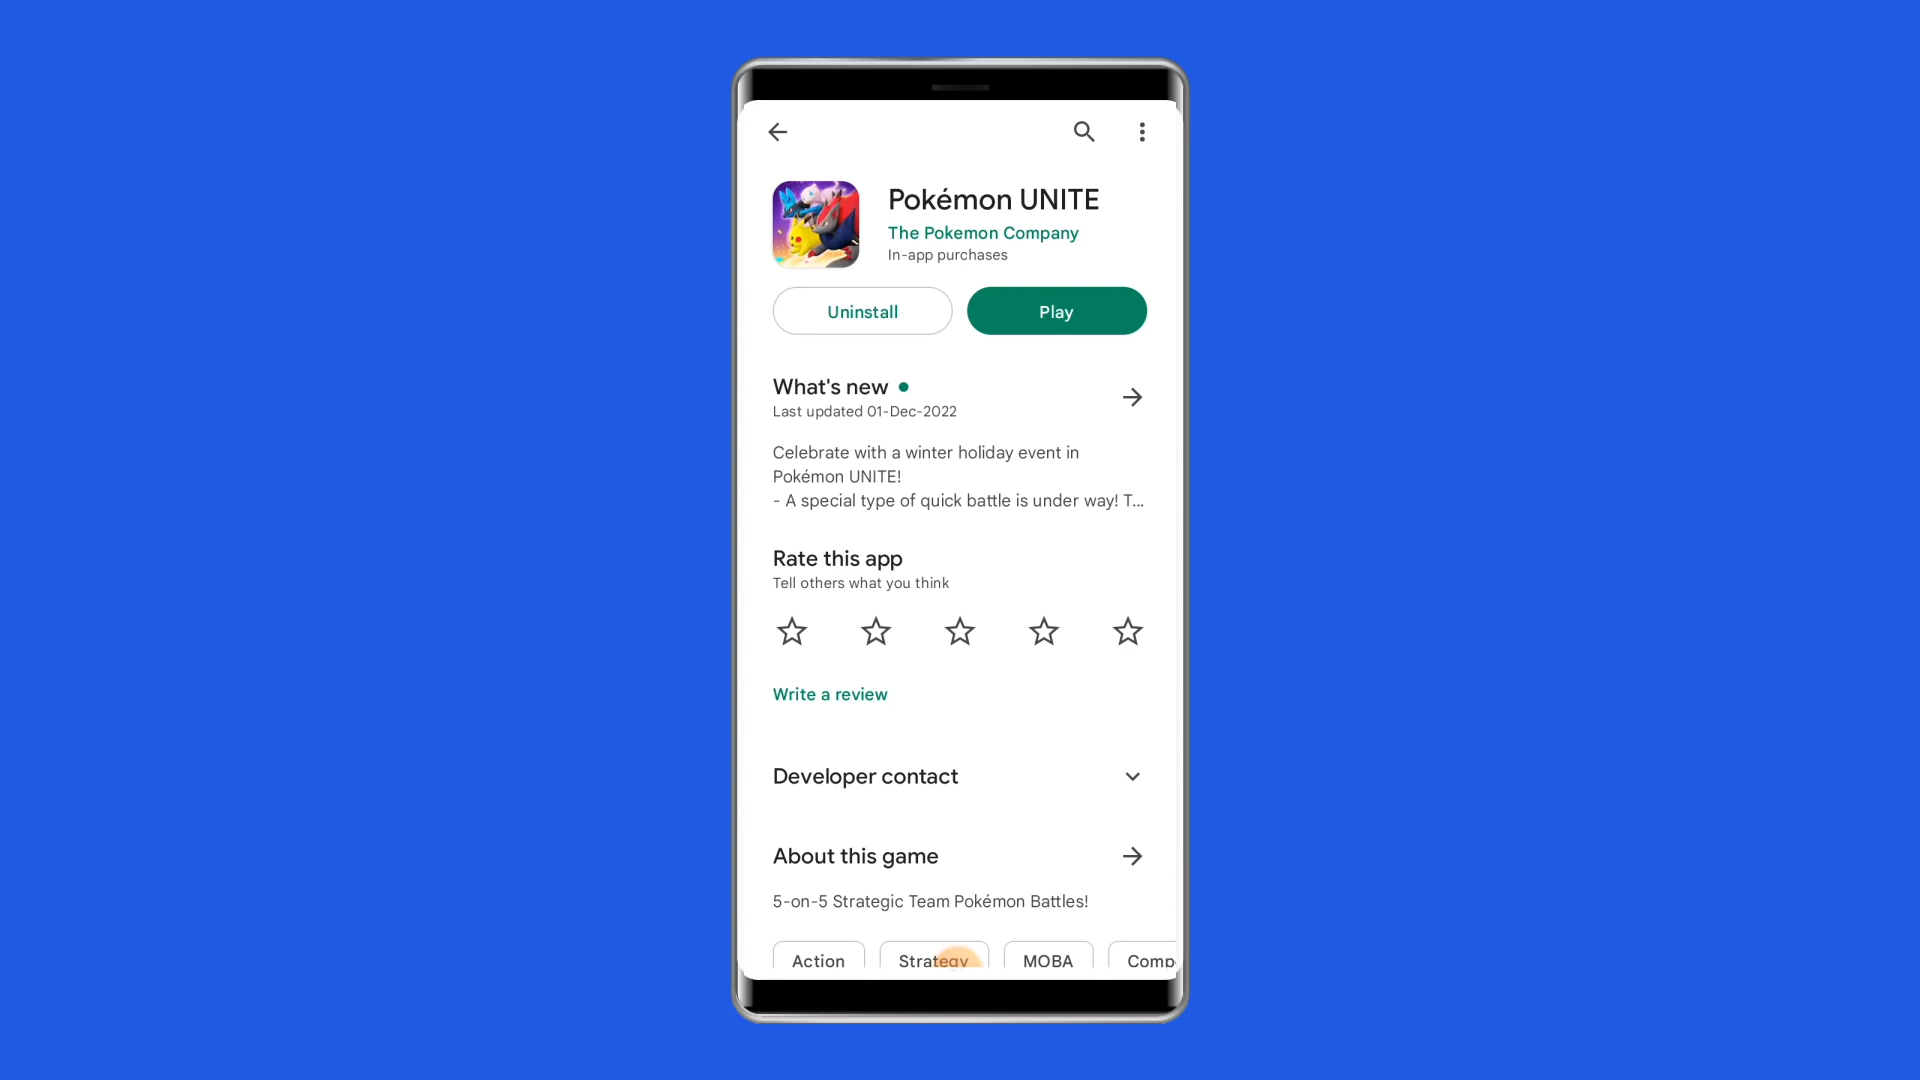 Pokémon UNITE
The Pokemon Company
In-app purchases
Uninstall
Play
What's new
Last updated 01-Dec-2022
Celebrate with a winter holiday event in
Pokémon UNITE!
- A special type of quick battle is under way! T...
Rate this app
Tell others what you think
Write a review
Developer contact
About this game
5-on-5 Strategic Team Pokémon Battles!
Action
Strategy
MOBA
Comp